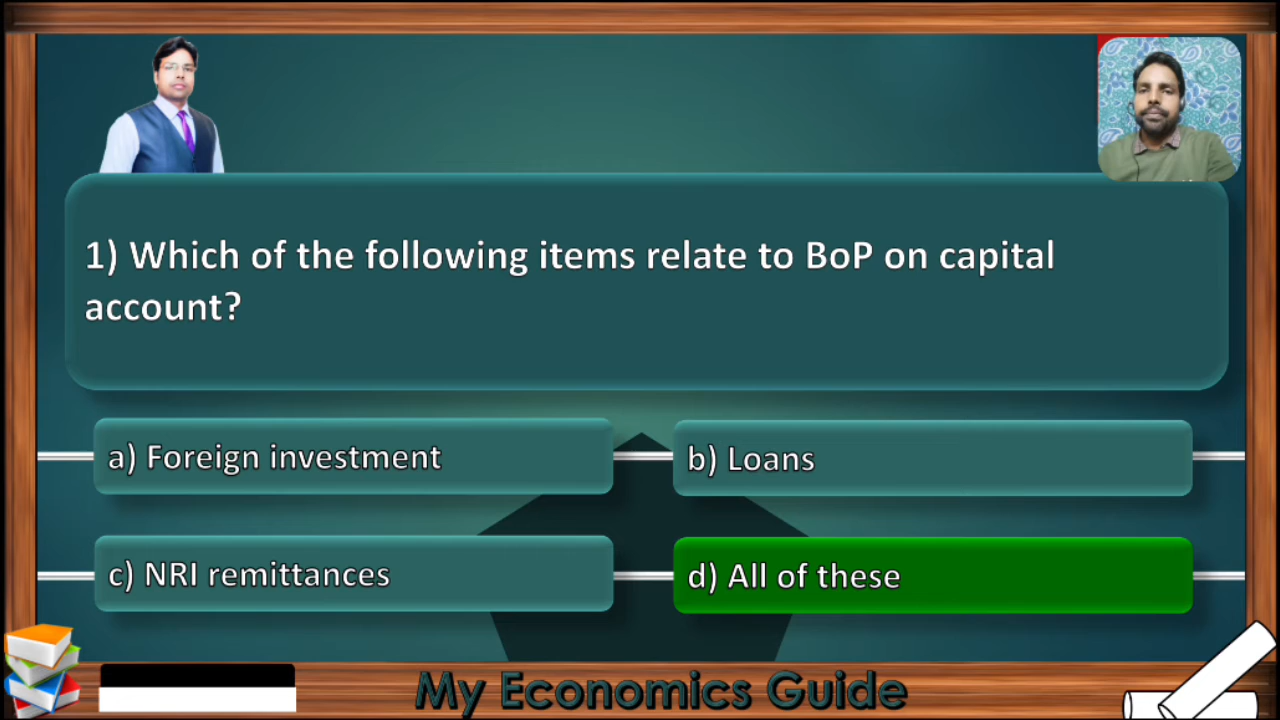 1) Which of the following items relate to BoP on capital
account?
a) Foreign investment
b) Loans
c) NRI remittances
d) All of these
My Economics Guide